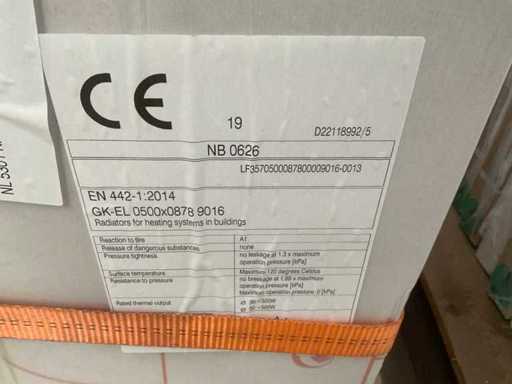 CE
19
D22118992/5
NB 0626
LF3570500087800009016-0013
EN 442-1:2014
GK-EL 0500x0878 9016
Radiators for heating systems in buildings
Reaction to fire A1
Release of dangerous substances none
Pressure tightness no leakage at 1.3 x maximum
operation pressure [kPa]
Surface temperature Maximum 120 degrees Celsius
Resistance to pressure no breakage at 1.69 x maximum
operation pressure [kPa]
Maximum operation pressure: [kPa]
Rated thermal output